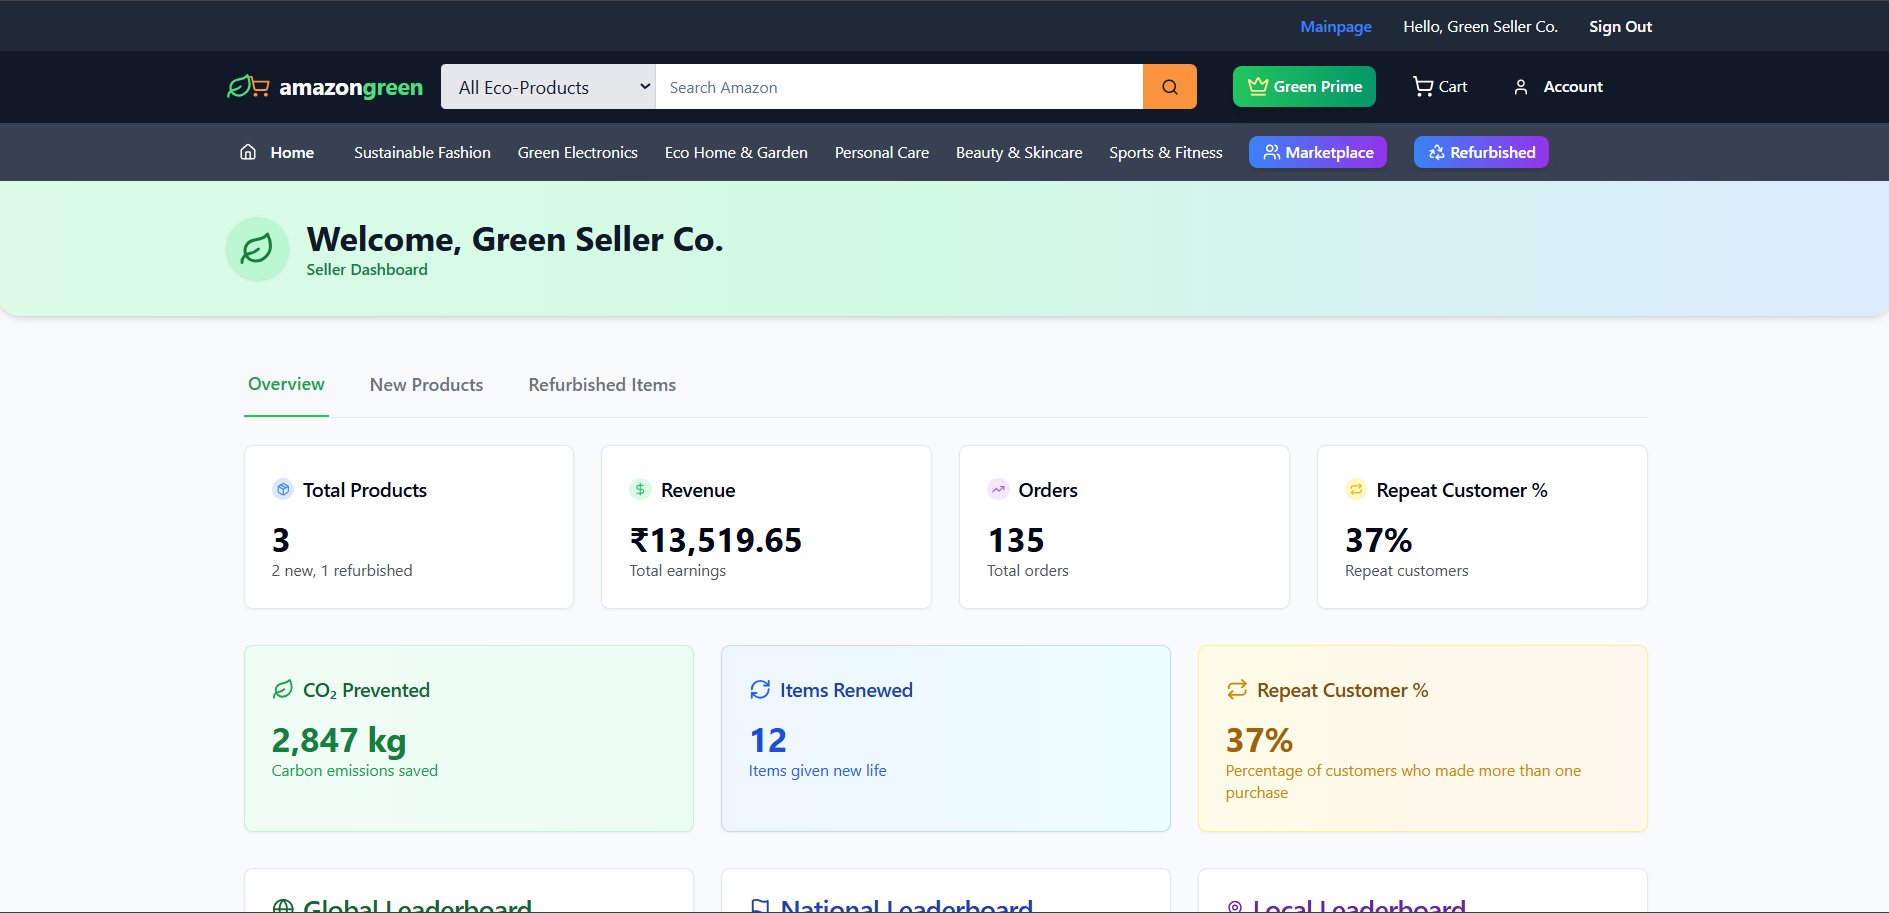 Mainpage Hello, Green Seller Co. Sign Out
amazongreen All Eco-Products Search Amazon Green Prime Cart Account
Home Sustainable Fashion Green Electronics Eco Home & Garden Personal Care Beauty & Skincare Sports & Fitness Marketplace Refurbished
Welcome, Green Seller Co.
Seller Dashboard
Overview New Products Refurbished Items
Total Products
3
2 new, 1 refurbished
Revenue
₹13,519.65
Total earnings
Orders
135
Total orders
Repeat Customer %
37%
Repeat customers
CO₂ Prevented
2,847 kg
Carbon emissions saved
Items Renewed
12
Items given new life
Repeat Customer %
37%
Percentage of customers who made more than one
purchase
Global Leaderboard
National Leaderboard
Local Leaderboard